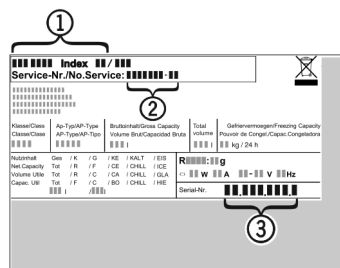 1
Index /
Service-Nr./No.Service: -
2
Klasse/Class Ap-Typ/AP-Type Bruttoinhalt/Gross Capacity Total Gefriervermoegen/Freezing Capacity
Classe/Class AP-Type/AP-Tipo Volume Brut/Capacidad Bruta volume Pouvoir de Congel./Capac.Congeladora
l l kg / 24 h
Nutzinhalt Ges / K / G / KE / KALT / EIS
Net.Capacity Tot / R / F / CE / CHILL / ICE
Volume Utile Tot / R / C / CA / CHILL / GLA
Capac. Util Tot / F / C / BO / CHILL / HIE
l / l
R : g
W A - V Hz
Serial-Nr. . . .
3